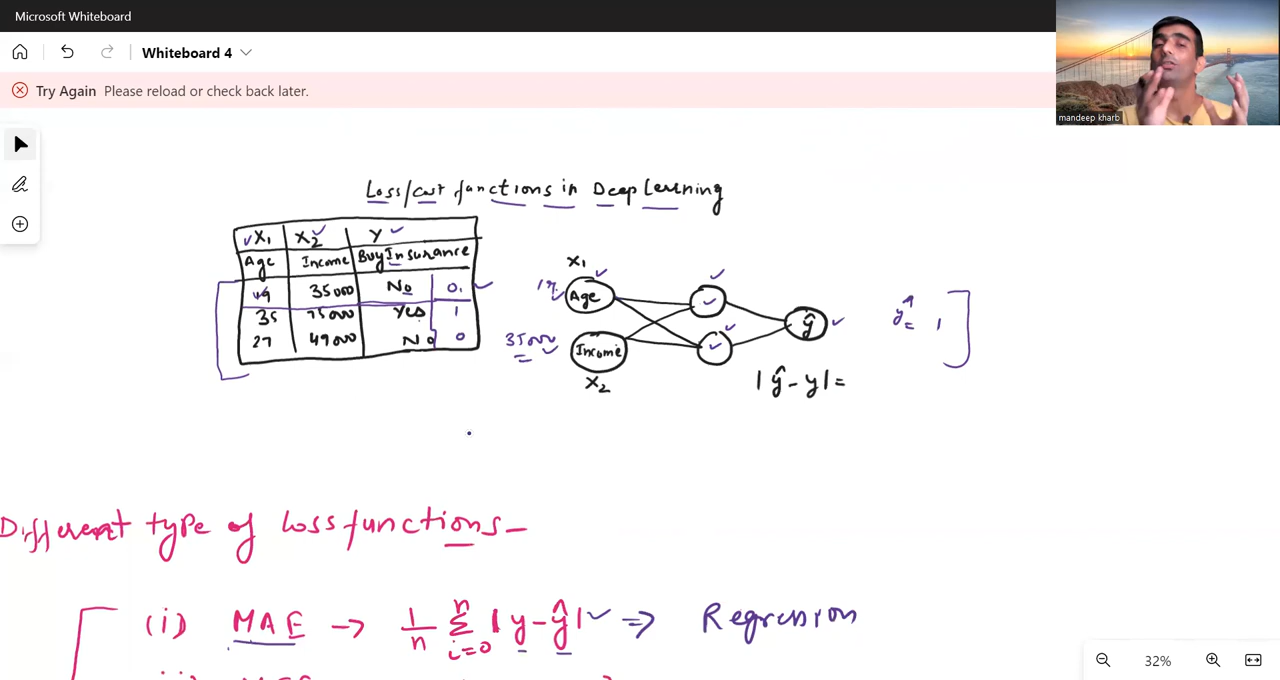 Microsoft Whiteboard
Whiteboard 4
Try Again Please reload or check back later.
mandeep kharb
Loss/cost functions in Deep Learning
X1 X2 Y
Age Income Buy Insurance
35000 No 0
35 75000 Yes 1
27 49000 No 0
X1
Age
35000
Income
X2
ŷ
ŷ = 1
|ŷ - y| =
Different type of loss functions -
(i) MAE → 1/n Σ n i=0 |y - ŷ| ⇒ Regression
32%